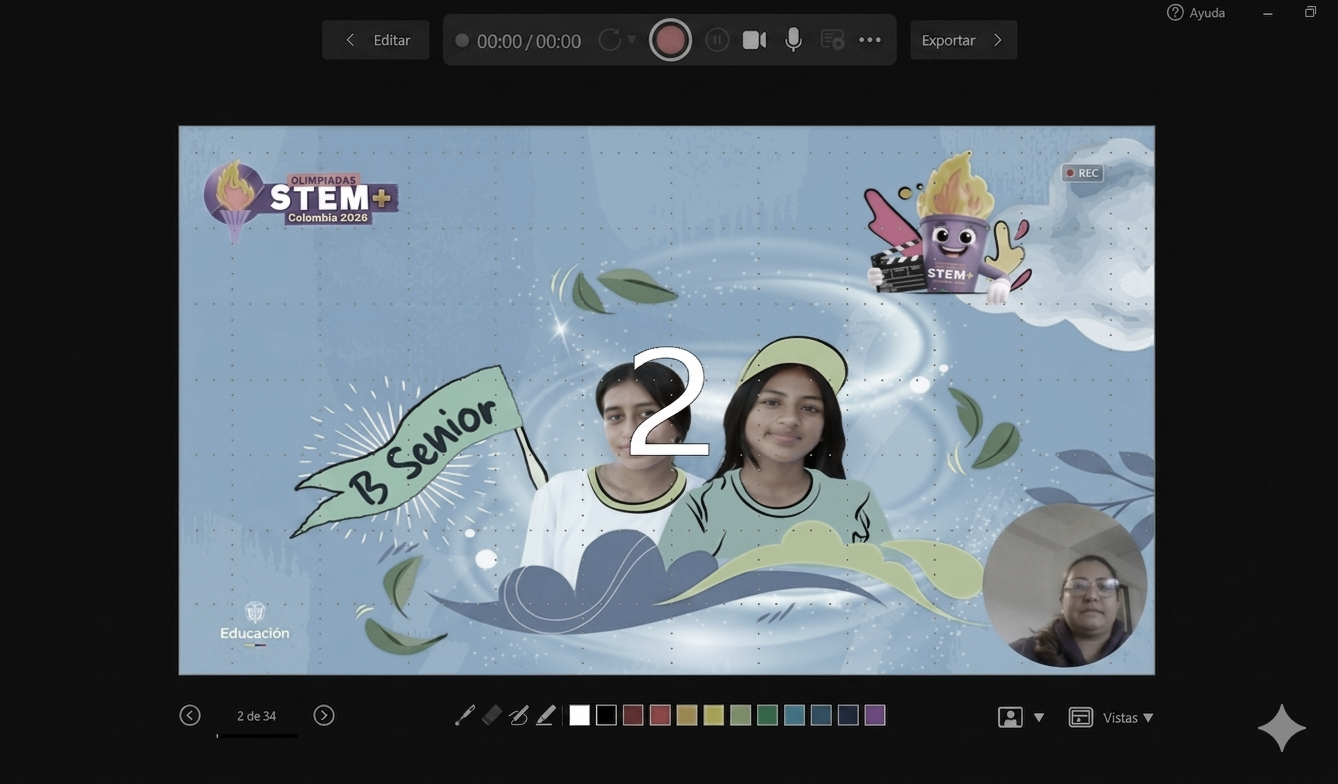 Ayuda
Editar
00:00 / 00:00
Exportar
OLIMPIADAS
STEM+
Colombia 2026
REC
STEM+
2
B Senior
Educación
2 de 34
Vistas